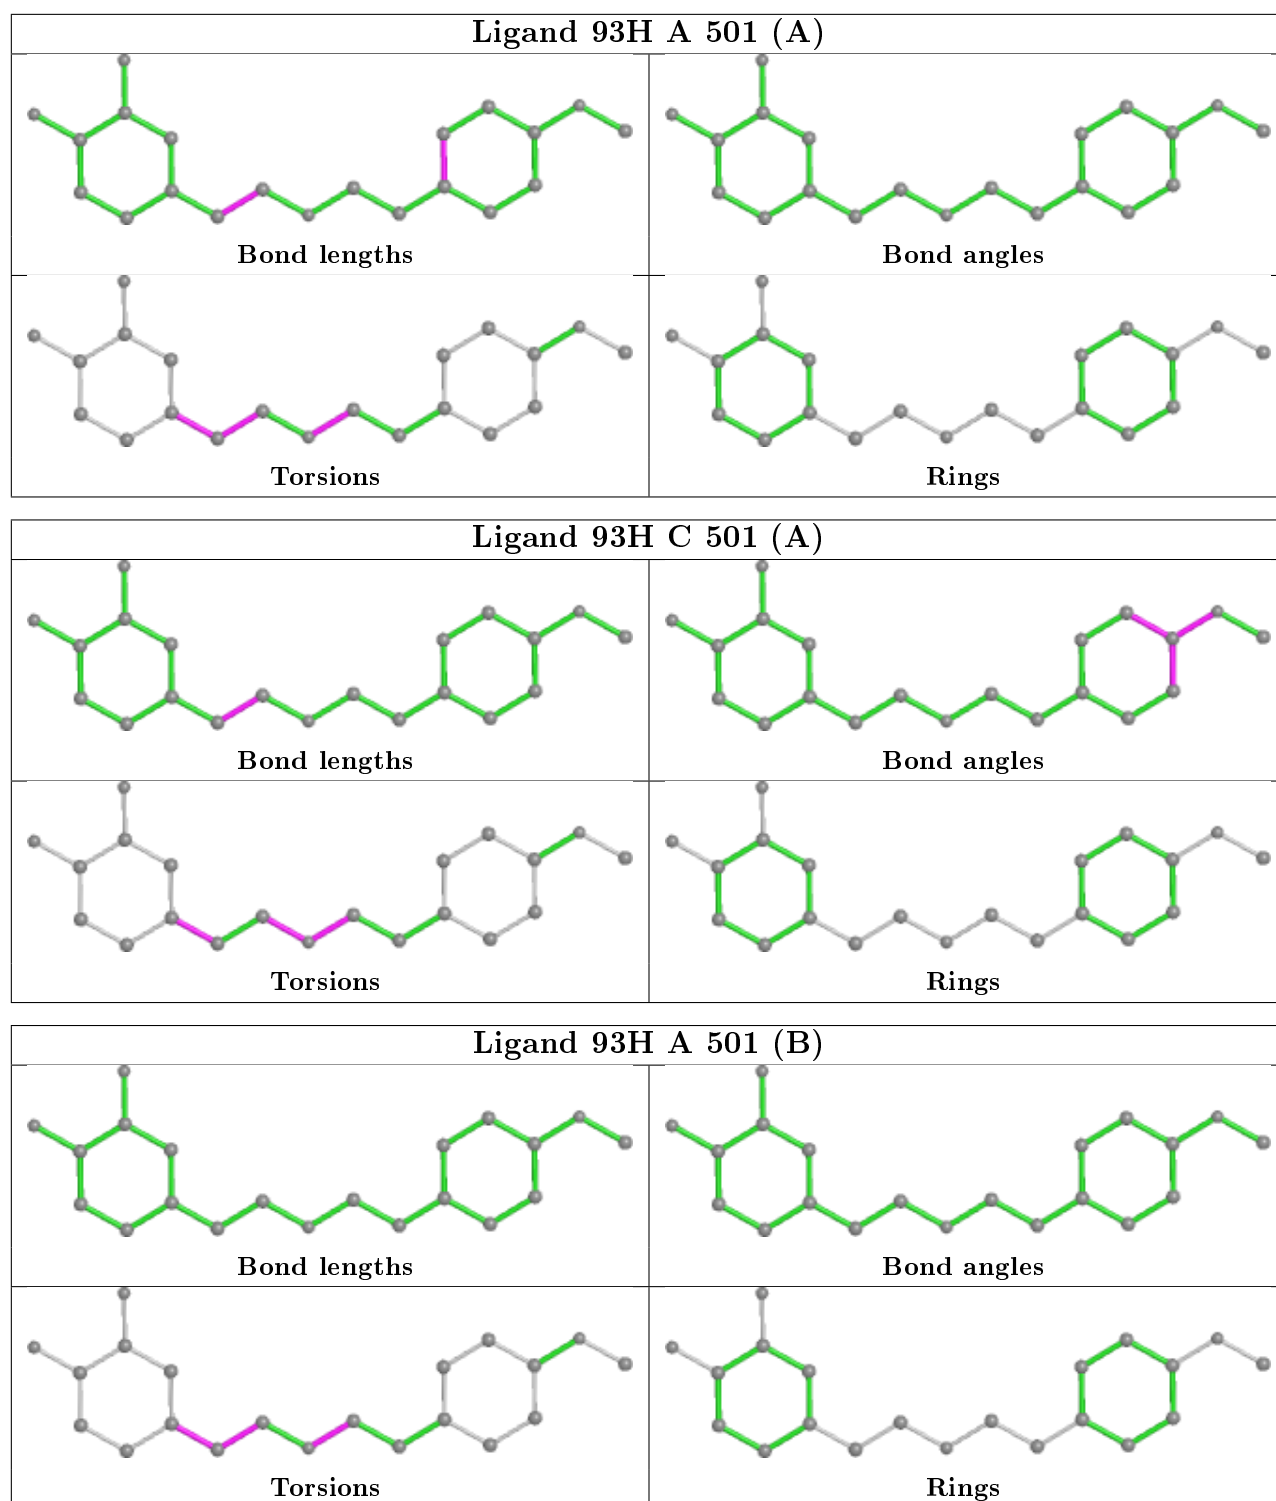 Ligand 93H A 501 (A)
Bond lengths
Bond angles
Torsions
Rings
Ligand 93H C 501 (A)
Bond lengths
Bond angles
Torsions
Rings
Ligand 93H A 501 (B)
Bond lengths
Bond angles
Torsions
Rings